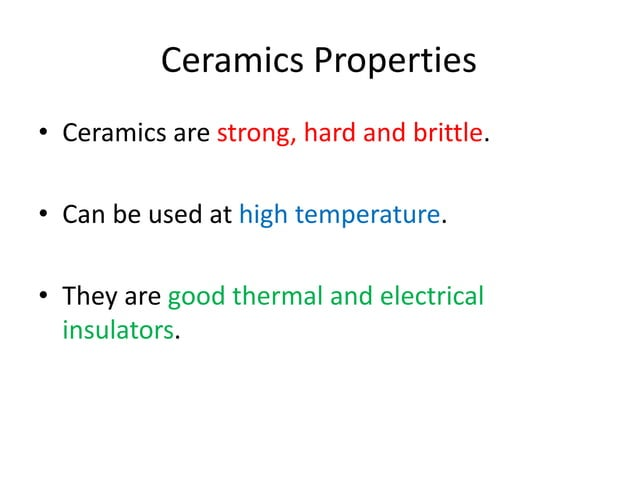 Ceramics Properties
• Ceramics are strong, hard and brittle.
• Can be used at high temperature.
• They are good thermal and electrical
insulators.